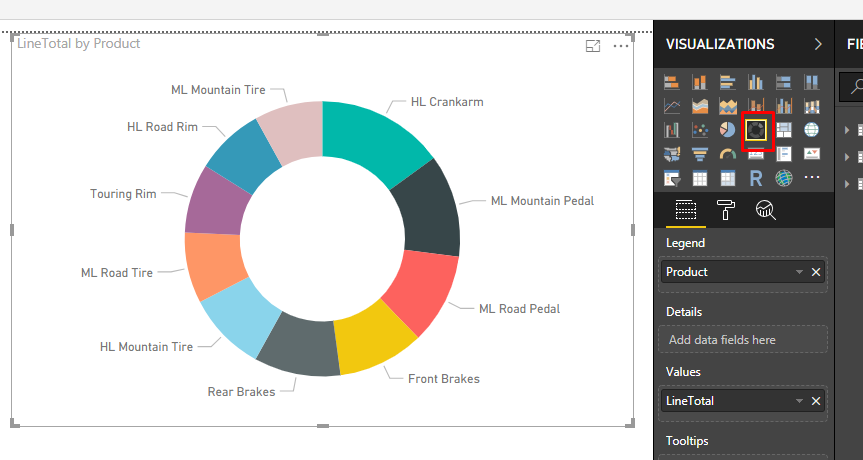 LineTotal by Product
ML Mountain Tire
HL Crankarm
HL Road Rim
Touring Rim
ML Mountain Pedal
ML Road Tire
ML Road Pedal
HL Mountain Tire
Front Brakes
Rear Brakes
VISUALIZATIONS
R
Legend
Product
Details
Add data fields here
Values
LineTotal
Tooltips